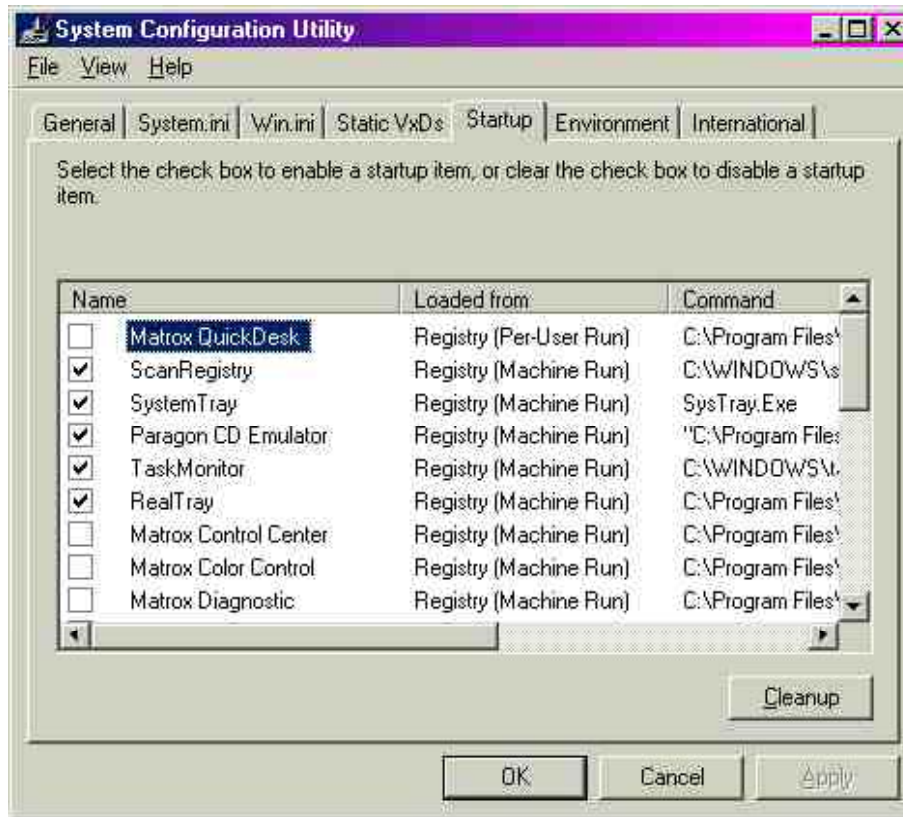 System Configuration Utility
File View Help
General System.ini Win.ini Static VxDs Startup Environment International
Select the check box to enable a startup item, or clear the check box to disable a startup
item.
Name Loaded from Command
Matrox QuickDesk Registry (Per-User Run) C:\Program Files\
ScanRegistry Registry (Machine Run) C:\WINDOWS\s
SystemTray Registry (Machine Run) SysTray.Exe
Paragon CD Emulator Registry (Machine Run) "C:\Program Files
TaskMonitor Registry (Machine Run) C:\WINDOWS\t
RealTray Registry (Machine Run) C:\Program Files\
Matrox Control Center Registry (Machine Run) C:\Program Files\
Matrox Color Control Registry (Machine Run) C:\Program Files\
Matrox Diagnostic Registry (Machine Run) C:\Program Files\
Cleanup
OK Cancel Apply